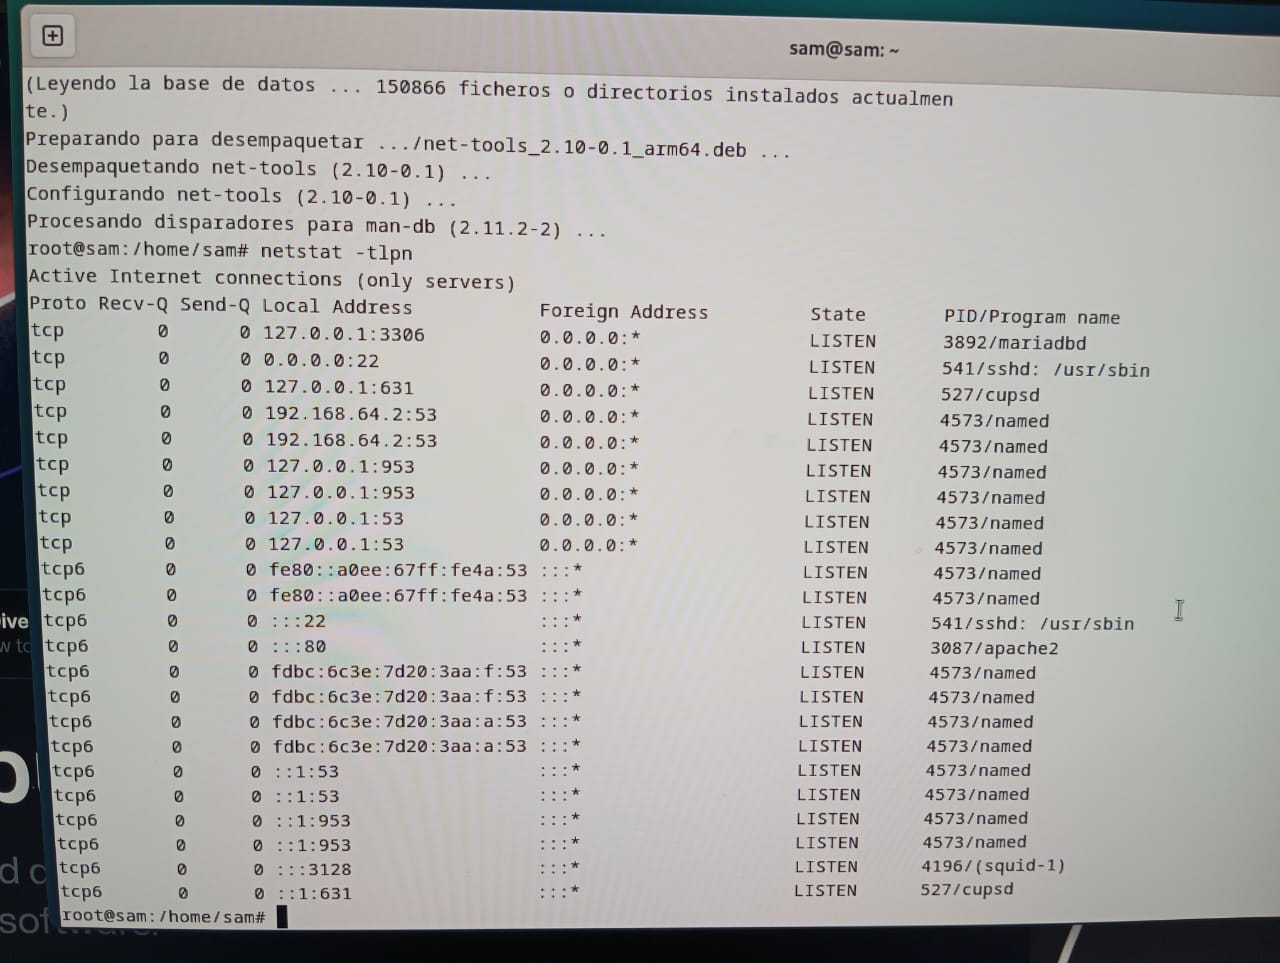 sam@sam: ~
(Leyendo la base de datos ... 150866 ficheros o directorios instalados actualmen
te.)
Preparando para desempaquetar .../net-tools_2.10-0.1_arm64.deb ...
Desempaquetando net-tools (2.10-0.1) ...
Configurando net-tools (2.10-0.1) ...
Procesando disparadores para man-db (2.11.2-2) ...
root@sam:/home/sam# netstat -tlpn
Active Internet connections (only servers)
Proto Recv-Q Send-Q Local Address Foreign Address State PID/Program name
tcp 0 0 127.0.0.1:3306 0.0.0.0:* LISTEN 3892/mariadbd
tcp 0 0 0.0.0.0:22 0.0.0.0:* LISTEN 541/sshd: /usr/sbin
tcp 0 0 127.0.0.1:631 0.0.0.0:* LISTEN 527/cupsd
tcp 0 0 192.168.64.2:53 0.0.0.0:* LISTEN 4573/named
tcp 0 0 192.168.64.2:53 0.0.0.0:* LISTEN 4573/named
tcp 0 0 127.0.0.1:953 0.0.0.0:* LISTEN 4573/named
tcp 0 0 127.0.0.1:953 0.0.0.0:* LISTEN 4573/named
tcp 0 0 127.0.0.1:53 0.0.0.0:* LISTEN 4573/named
tcp 0 0 127.0.0.1:53 0.0.0.0:* LISTEN 4573/named
tcp6 0 0 fe80::a0ee:67ff:fe4a:53 :::* LISTEN 4573/named
tcp6 0 0 fe80::a0ee:67ff:fe4a:53 :::* LISTEN 4573/named
tcp6 0 0 :::22 :::* LISTEN 541/sshd: /usr/sbin
tcp6 0 0 :::80 :::* LISTEN 3087/apache2
tcp6 0 0 fdbc:6c3e:7d20:3aa:f:53 :::* LISTEN 4573/named
tcp6 0 0 fdbc:6c3e:7d20:3aa:f:53 :::* LISTEN 4573/named
tcp6 0 0 fdbc:6c3e:7d20:3aa:a:53 :::* LISTEN 4573/named
tcp6 0 0 fdbc:6c3e:7d20:3aa:a:53 :::* LISTEN 4573/named
tcp6 0 0 ::1:53 :::* LISTEN 4573/named
tcp6 0 0 ::1:53 :::* LISTEN 4573/named
tcp6 0 0 ::1:953 :::* LISTEN 4573/named
tcp6 0 0 ::1:953 :::* LISTEN 4573/named
tcp6 0 0 :::3128 :::* LISTEN 4196/(squid-1)
tcp6 0 0 ::1:631 :::* LISTEN 527/cupsd
root@sam:/home/sam#